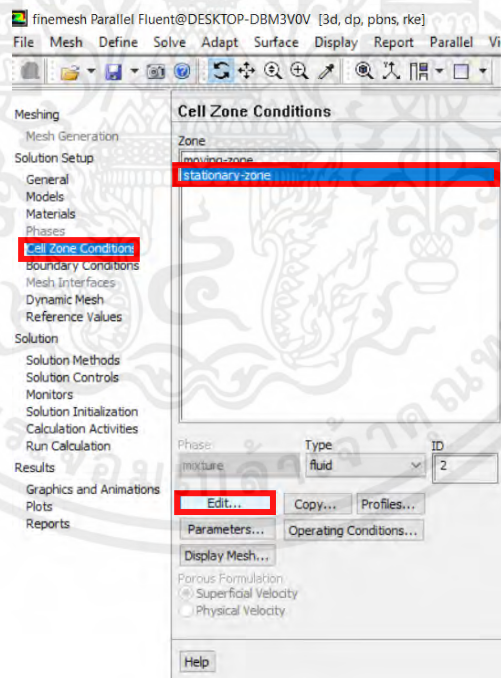 finemesh Parallel Fluent@DESKTOP-DBM3V0V [3d, dp, pbns, rke]
File Mesh Define Solve Adapt Surface Display Report Parallel Vi
Meshing
Mesh Generation
Solution Setup
General
Models
Materials
Phases
Cell Zone Conditions
Boundary Conditions
Mesh Interfaces
Dynamic Mesh
Reference Values
Solution
Solution Methods
Solution Controls
Monitors
Solution Initialization
Calculation Activities
Run Calculation
Results
Graphics and Animations
Plots
Reports
Cell Zone Conditions
Zone
moving-zone
stationary-zone
Phase Type ID
mixture fluid 2
Edit... Copy... Profiles...
Parameters... Operating Conditions...
Display Mesh...
Porous Formulation
Superficial Velocity
Physical Velocity
Help